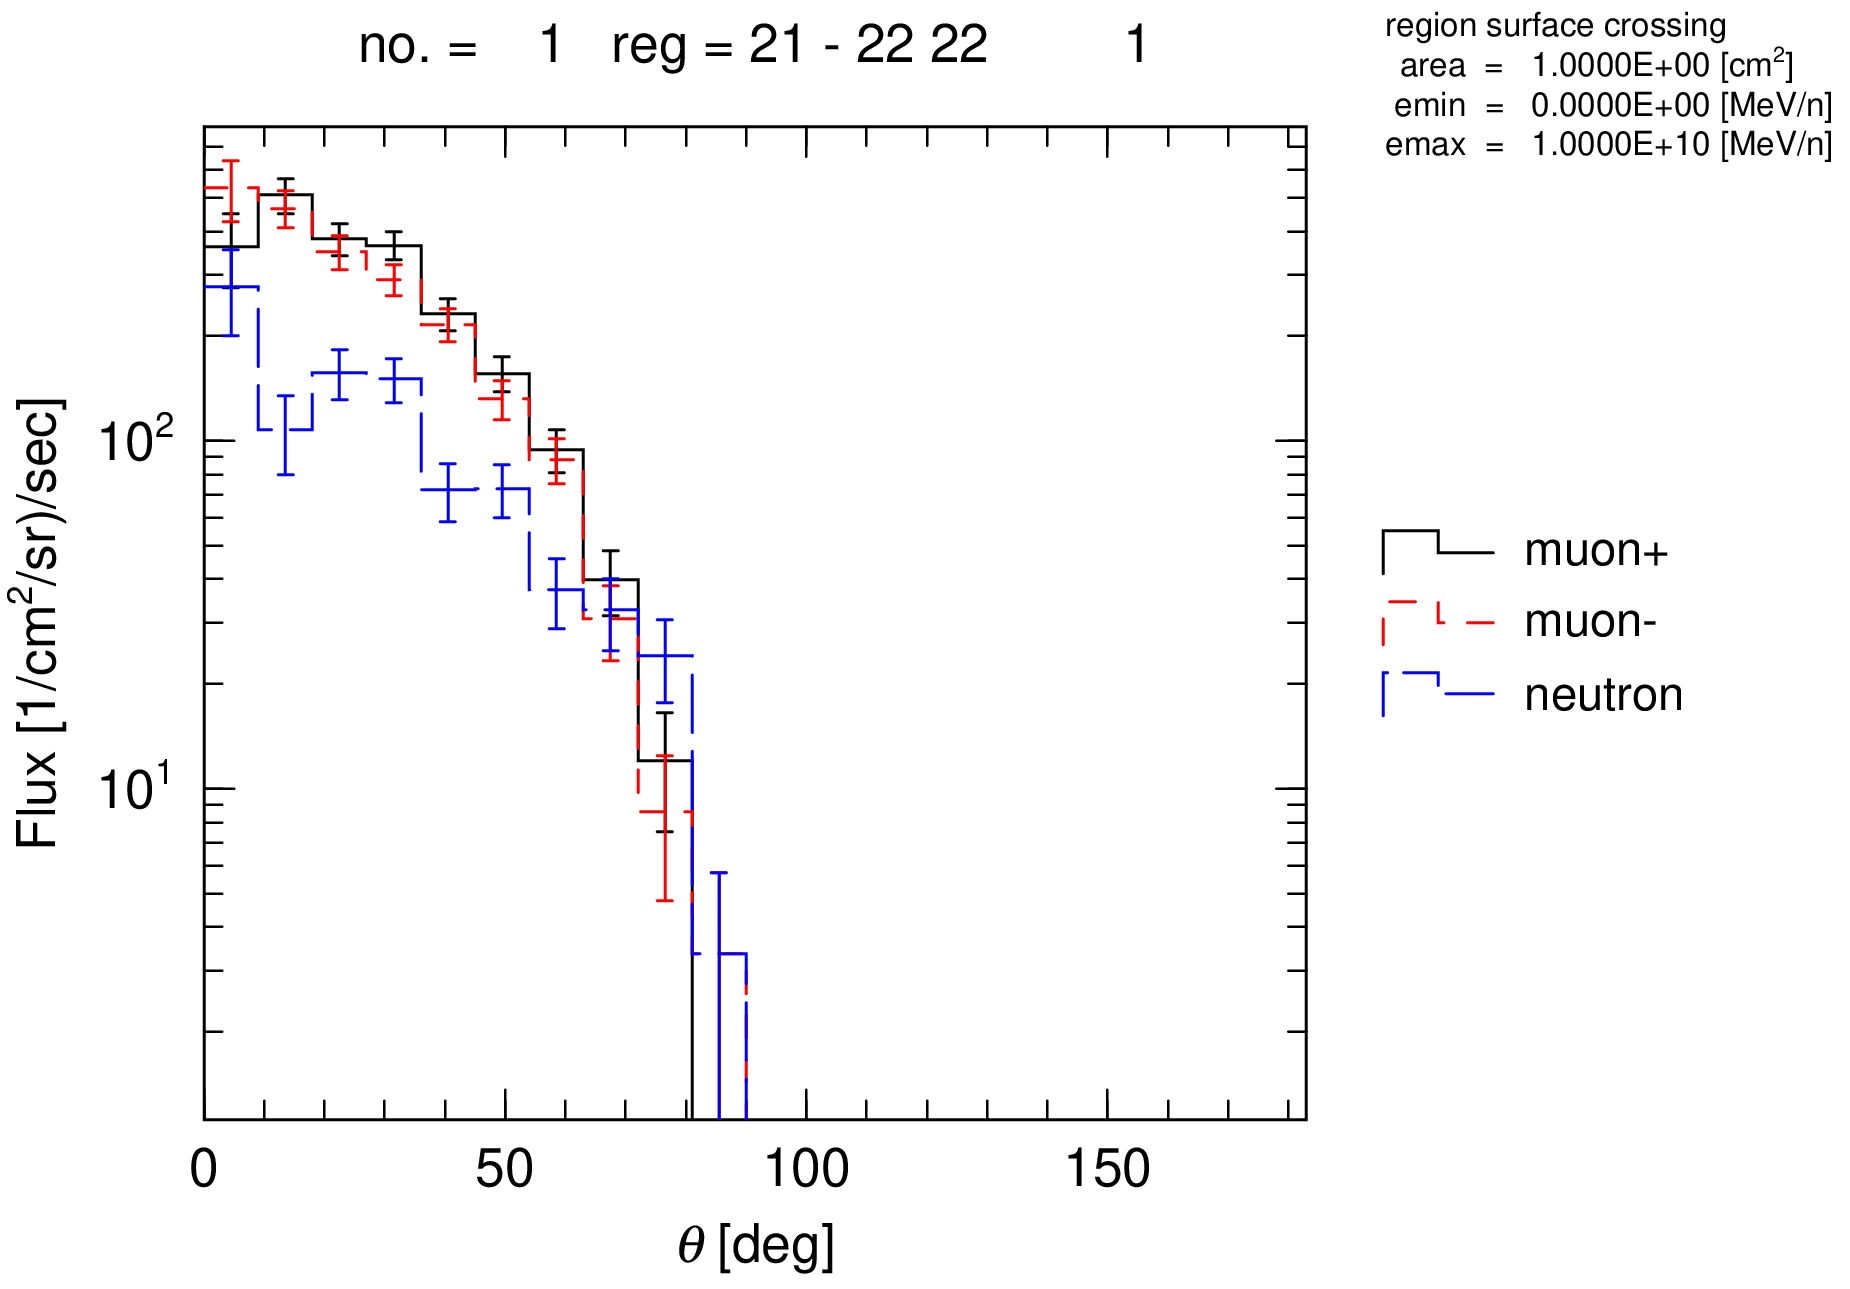 no. = 1 reg = 21 - 22 22 1
region surface crossing
area = 1.0000E+00 [cm²]
emin = 0.0000E+00 [MeV/n]
emax = 1.0000E+10 [MeV/n]
Flux [1/cm²/sr)/sec]
10²
10¹
muon+
muon-
neutron
0 50 100 150
θ [deg]